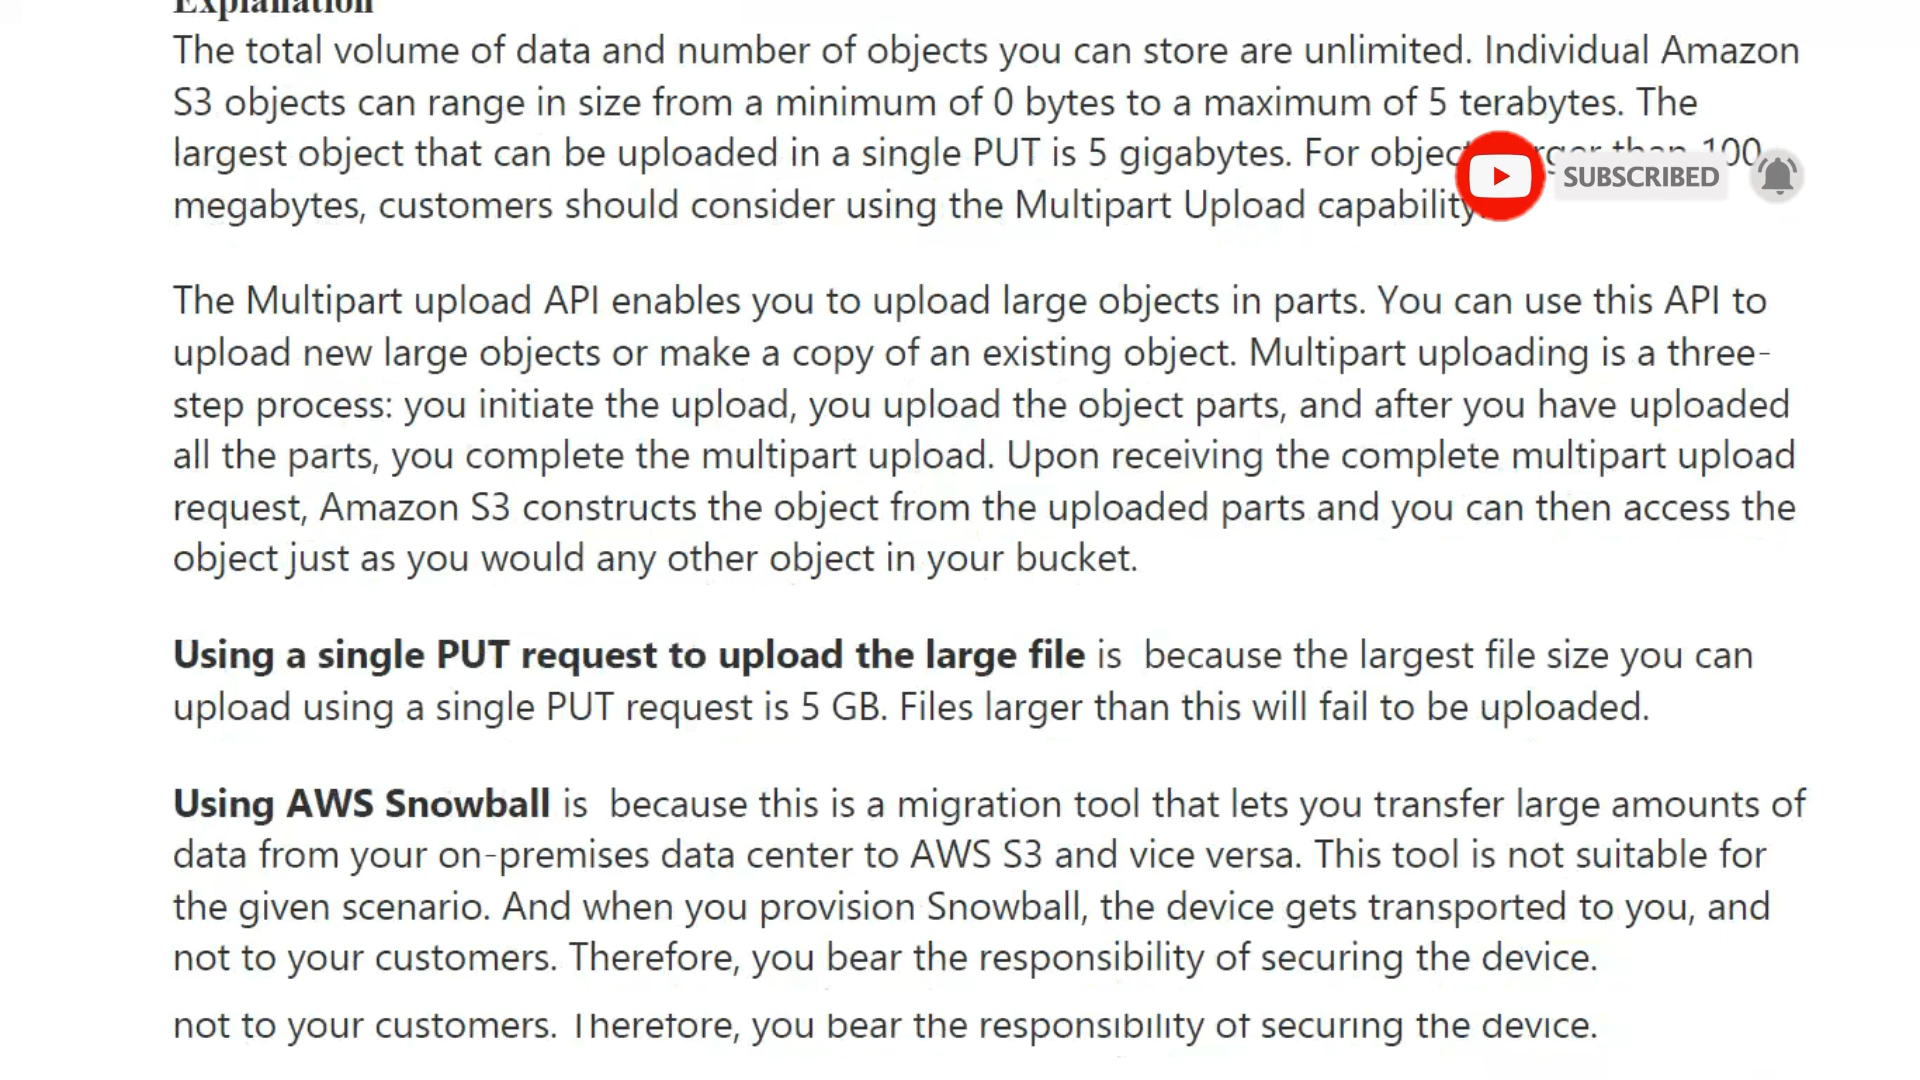 Explanation
The total volume of data and number of objects you can store are unlimited. Individual Amazon
S3 objects can range in size from a minimum of 0 bytes to a maximum of 5 terabytes. The
largest object that can be uploaded in a single PUT is 5 gigabytes. For objects larger than 100
SUBSCRIBED
megabytes, customers should consider using the Multipart Upload capability.
The Multipart upload API enables you to upload large objects in parts. You can use this API to
upload new large objects or make a copy of an existing object. Multipart uploading is a three-
step process: you initiate the upload, you upload the object parts, and after you have uploaded
all the parts, you complete the multipart upload. Upon receiving the complete multipart upload
request, Amazon S3 constructs the object from the uploaded parts and you can then access the
object just as you would any other object in your bucket.
Using a single PUT request to upload the large file is because the largest file size you can
upload using a single PUT request is 5 GB. Files larger than this will fail to be uploaded.
Using AWS Snowball is because this is a migration tool that lets you transfer large amounts of
data from your on-premises data center to AWS S3 and vice versa. This tool is not suitable for
the given scenario. And when you provision Snowball, the device gets transported to you, and
not to your customers. Therefore, you bear the responsibility of securing the device.
not to your customers. Therefore, you bear the responsibility of securing the device.